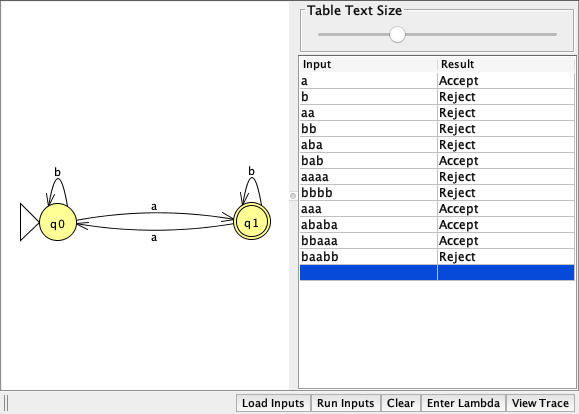 Table Text Size
Input Result
a Accept
b Reject
aa Reject
bb Reject
aba Reject
bab Accept
aaaa Reject
bbbb Reject
aaa Accept
ababa Accept
bbaaa Accept
baabb Reject
b b
a
q0 q1
a
Load Inputs Run Inputs Clear Enter Lambda View Trace